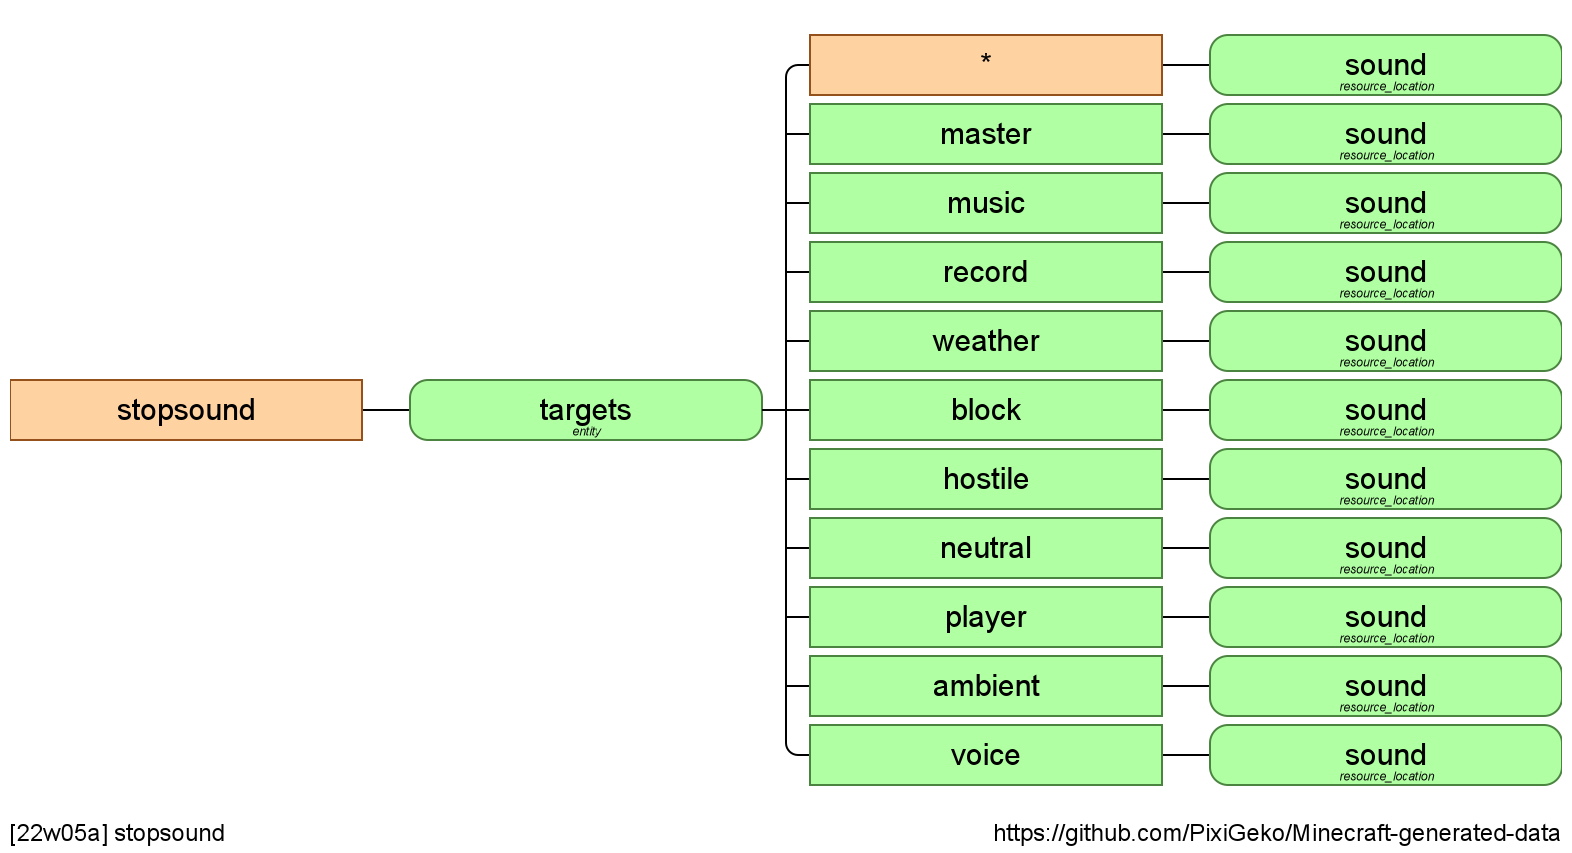 *
sound
resource_location
master
sound
resource_location
music
sound
resource_location
record
sound
resource_location
weather
sound
resource_location
stopsound
targets
entity
block
sound
resource_location
hostile
sound
resource_location
neutral
sound
resource_location
player
sound
resource_location
ambient
sound
resource_location
voice
sound
resource_location
[22w05a] stopsound
https://github.com/PixiGeko/Minecraft-generated-data